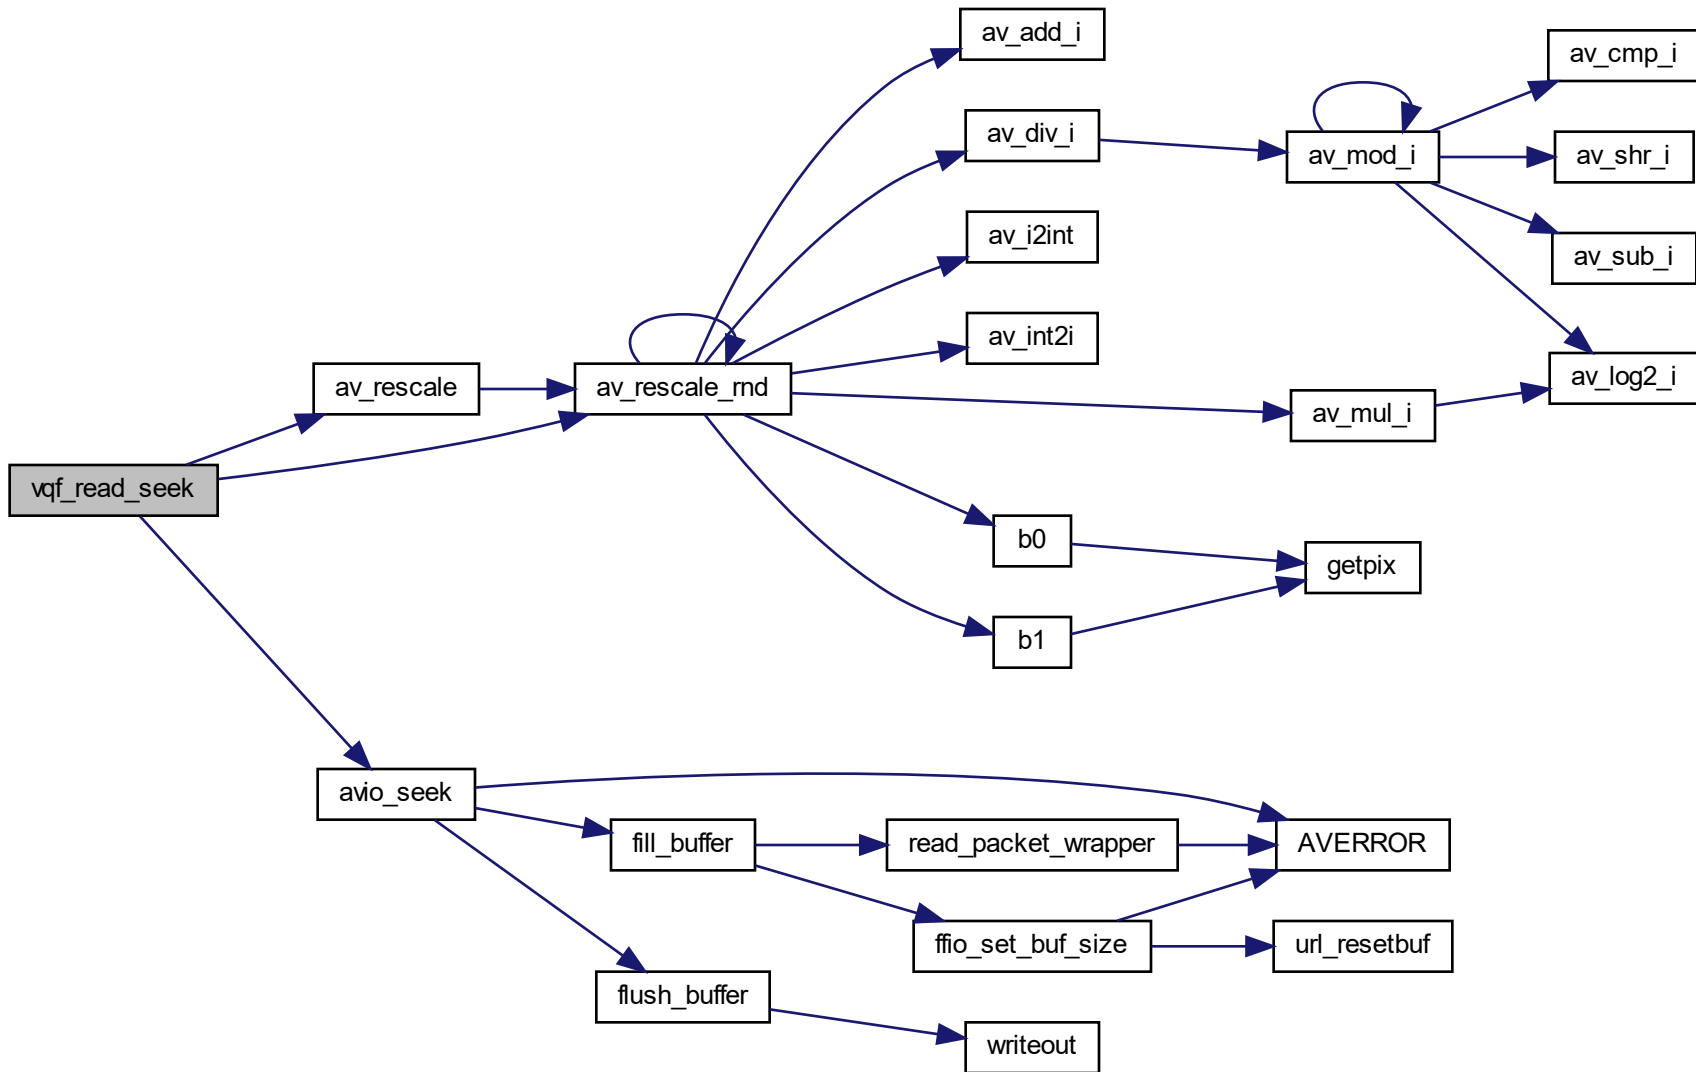 av_add_i
av_cmp_i
av_div_i
av_mod_i
av_shr_i
av_i2int
av_sub_i
av_int2i
av_rescale
av_rescale_rnd
av_log2_i
av_mul_i
vqf_read_seek
b0
getpix
b1
avio_seek
fill_buffer
read_packet_wrapper
AVERROR
ffio_set_buf_size
url_resetbuf
flush_buffer
writeout